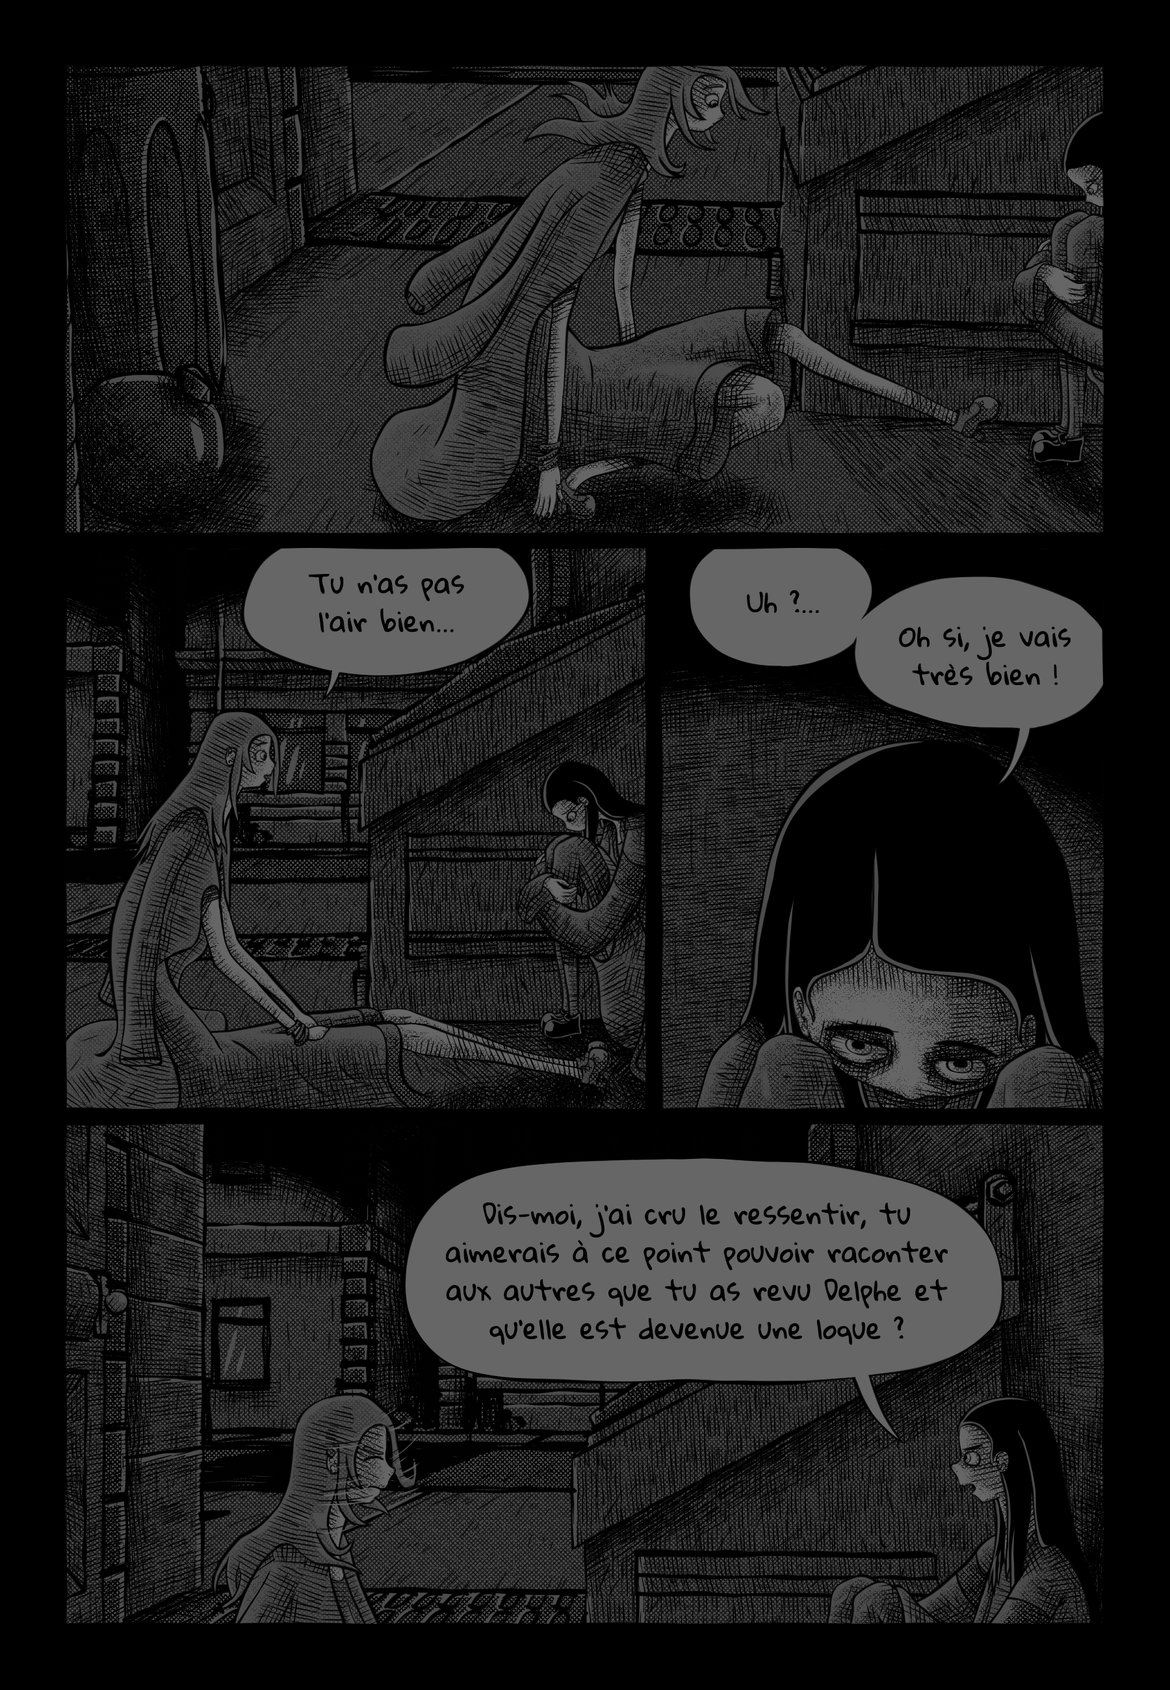 Tu n'as pas
l'air bien...
Uh ?...
Oh si, je vais
très bien !
Dis-moi, j'ai cru le ressentir, tu
aimerais à ce point pouvoir raconter
aux autres que tu as revu Delphe et
qu'elle est devenue une loque ?